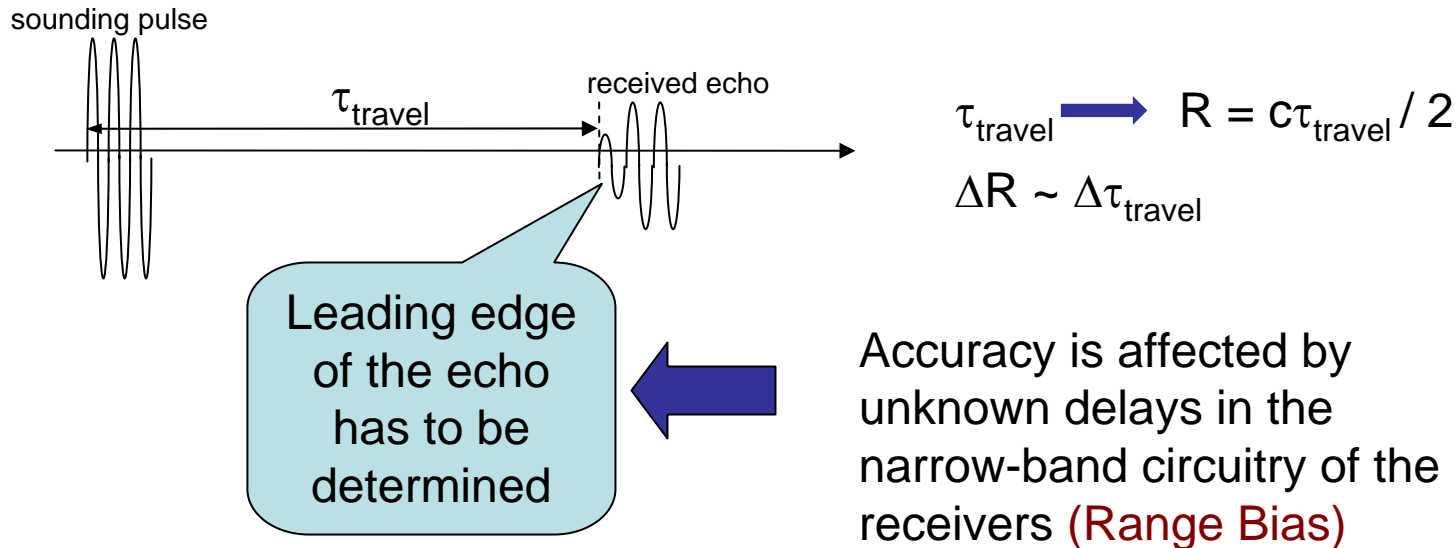 sounding pulse
τtravel
received echo
τtravel R = cτtravel / 2
ΔR ~ Δτtravel
Leading edge
of the echo
has to be
determined
Accuracy is affected by
unknown delays in the
narrow-band circuitry of the
receivers (Range Bias)